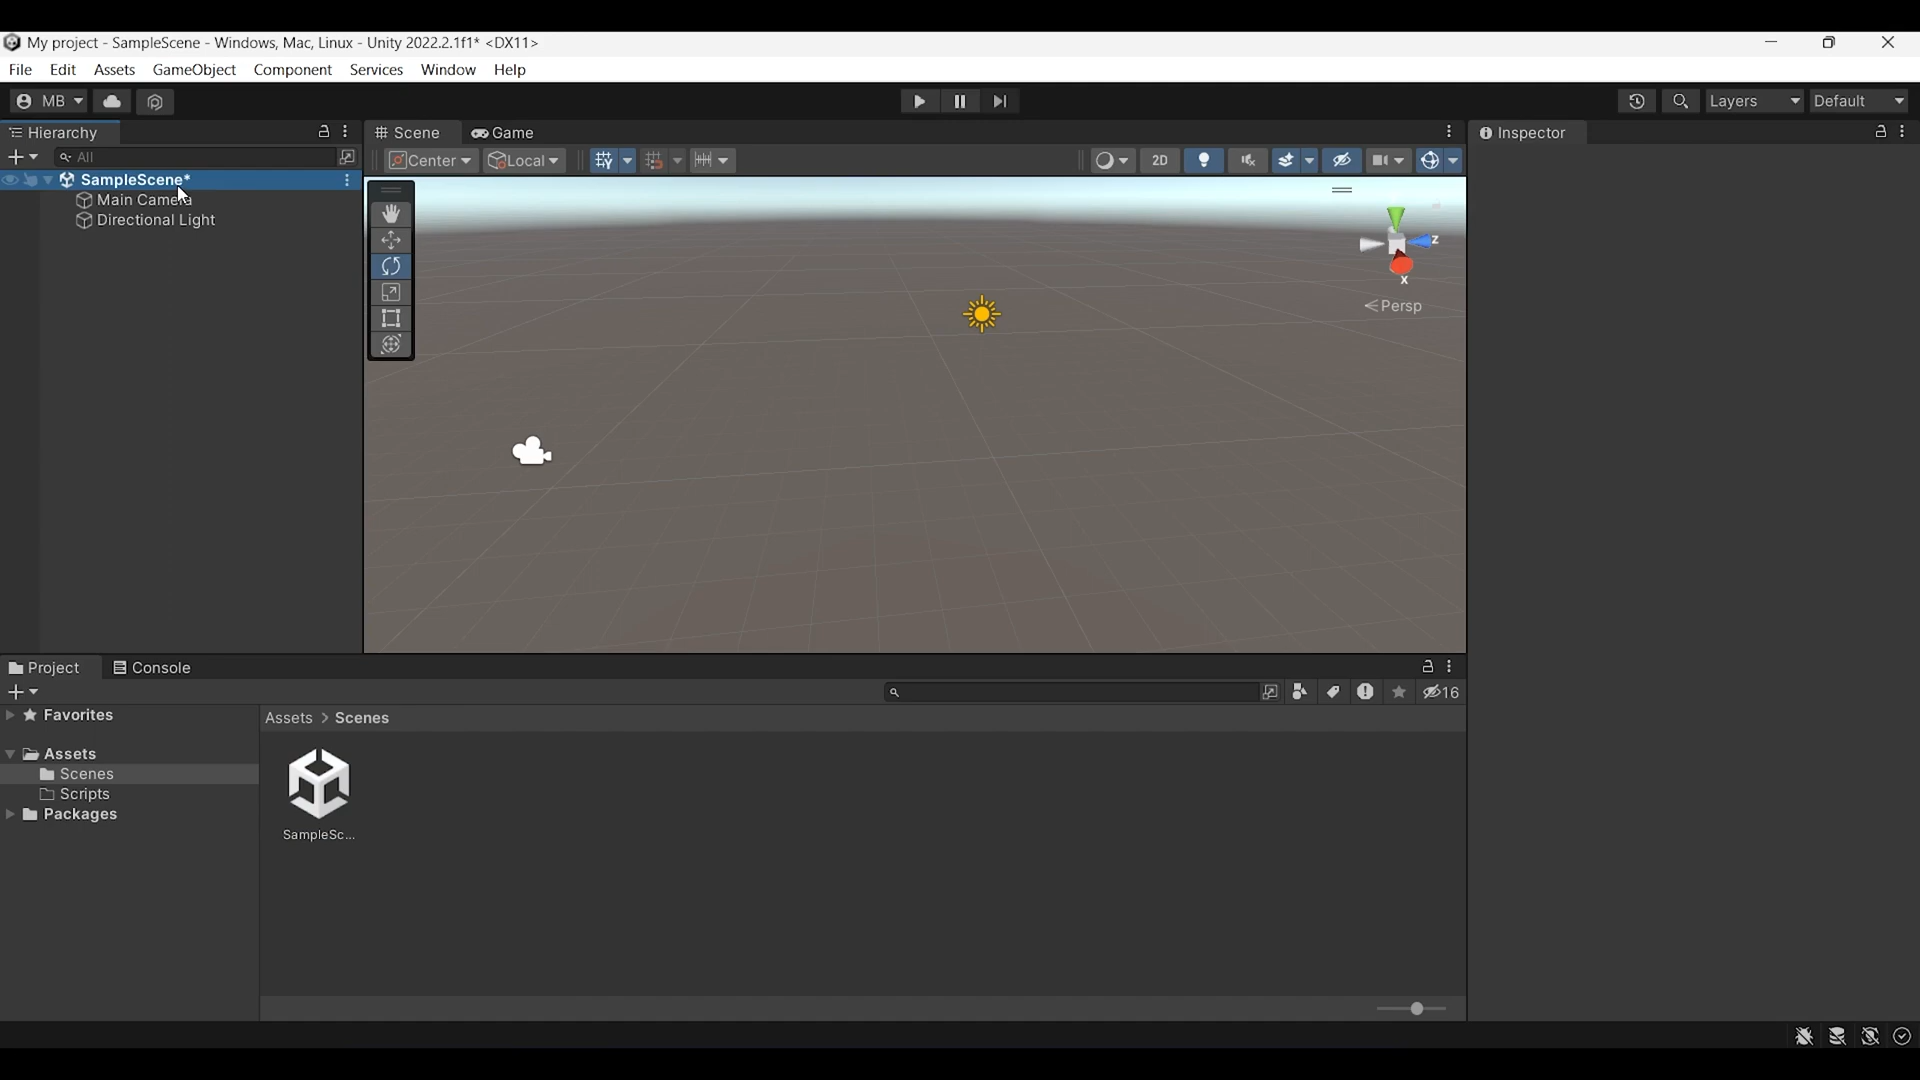 My project - SampleScene - Windows, Mac, Linux - Unity 2022.2.1f1* <DX11>
File Edit Assets GameObject Component Services Window Help
MB Layers Default
Hierarchy Scene Game Inspector
All Center Local 2D
SampleScene*
Main Camera
Directional Light
z
x
Persp
Project Console
16
Favorites Assets > Scenes
Assets
Scenes
Scripts
Packages
SampleSc...